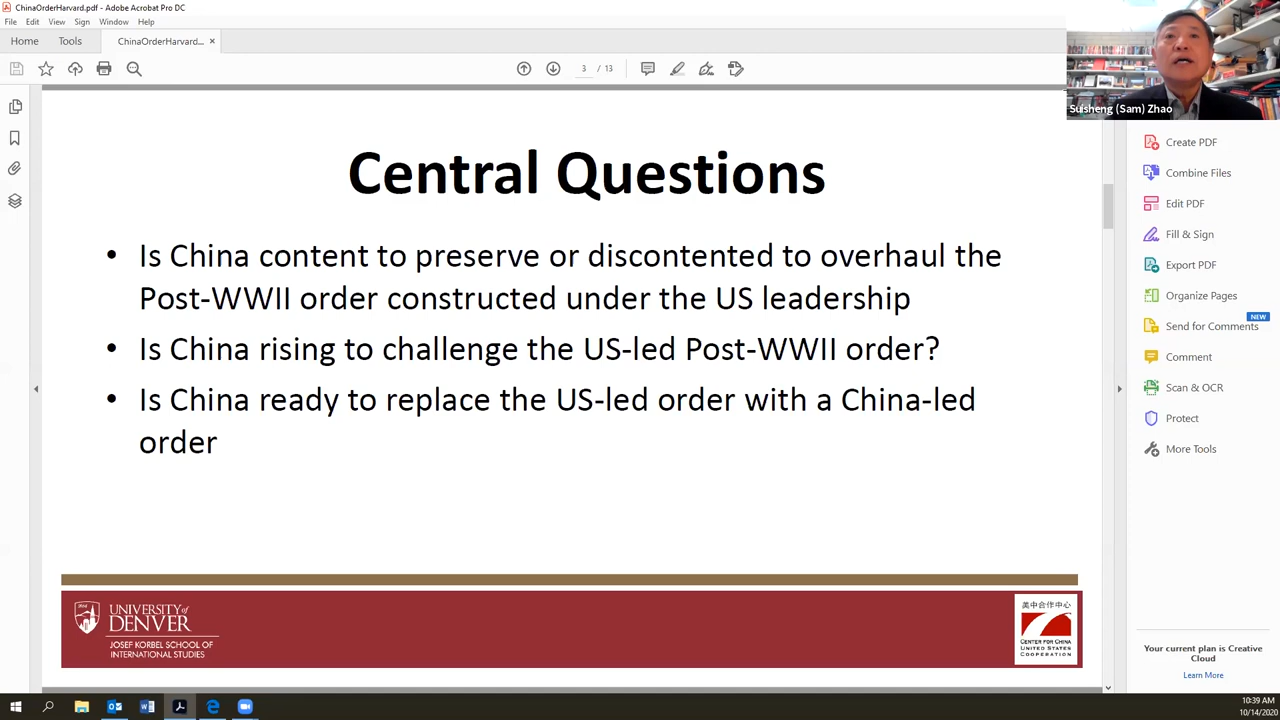 ChinaOrderHarvard.pdf - Adobe Acrobat Pro DC
File Edit View Sign Window Help
Home Tools ChinaOrderHarvard... ×
3 / 13
Suisheng (Sam) Zhao
Central Questions
• Is China content to preserve or discontented to overhaul the
Post-WWII order constructed under the US leadership
• Is China rising to challenge the US-led Post-WWII order?
• Is China ready to replace the US-led order with a China-led
order
UNIVERSITY of
DENVER
JOSEF KORBEL SCHOOL OF
INTERNATIONAL STUDIES
美中合作中心
CENTER FOR CHINA
UNITED STATES
COOPERATION
Create PDF
Combine Files
Edit PDF
Fill & Sign
Export PDF
Organize Pages
NEW
Send for Comments
Comment
Scan & OCR
Protect
More Tools
Your current plan is Creative
Cloud
Learn More
10:39 AM
10/14/2020